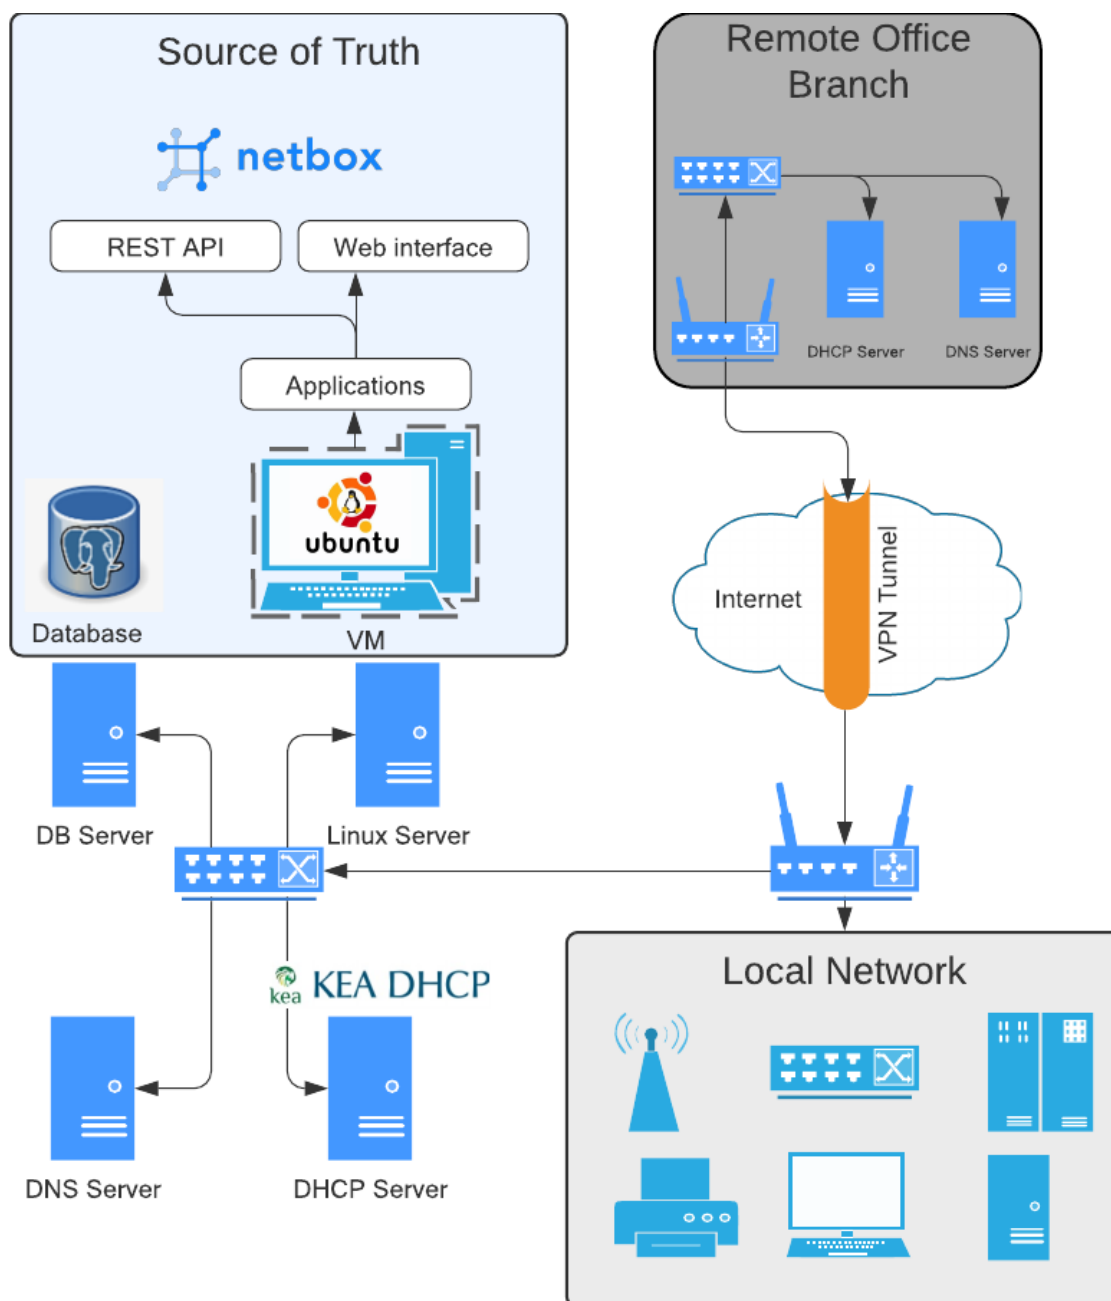 Source of Truth
netbox
REST API
Web interface
Applications
ubuntu
Database
VM
Remote Office
Branch
DHCP Server
DNS Server
Internet
VPN Tunnel
DB Server
Linux Server
kea
KEA DHCP
DNS Server
DHCP Server
Local Network